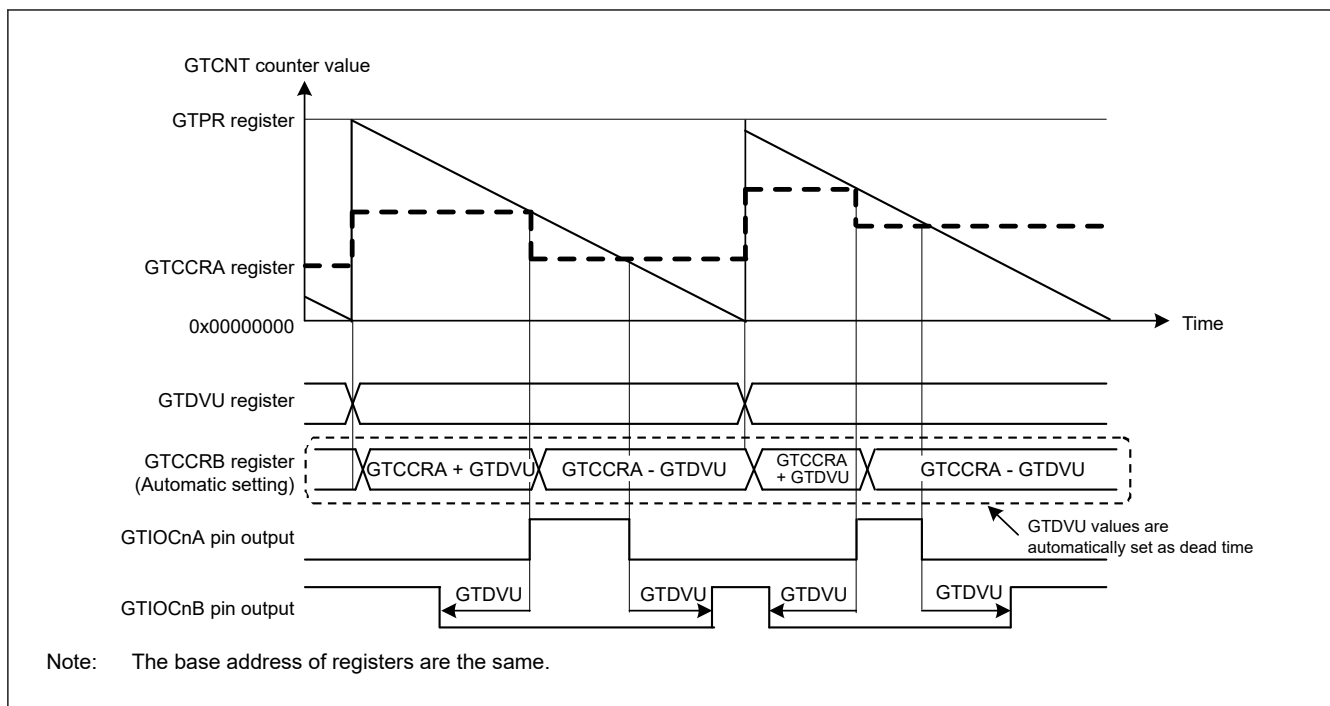 GTCNT counter value
GTPR register
GTCCRA register
0x00000000
Time
GTDVU register
GTCCRB register
(Automatic setting)
GTCCRA + GTDVU
GTCCRA - GTDVU
GTCCRA
+ GTDVU
GTCCRA - GTDVU
GTDVU values are
automatically set as dead time
GTIOCnA pin output
GTIOCnB pin output
GTDVU
GTDVU
GTDVU
GTDVU
Note: The base address of registers are the same.